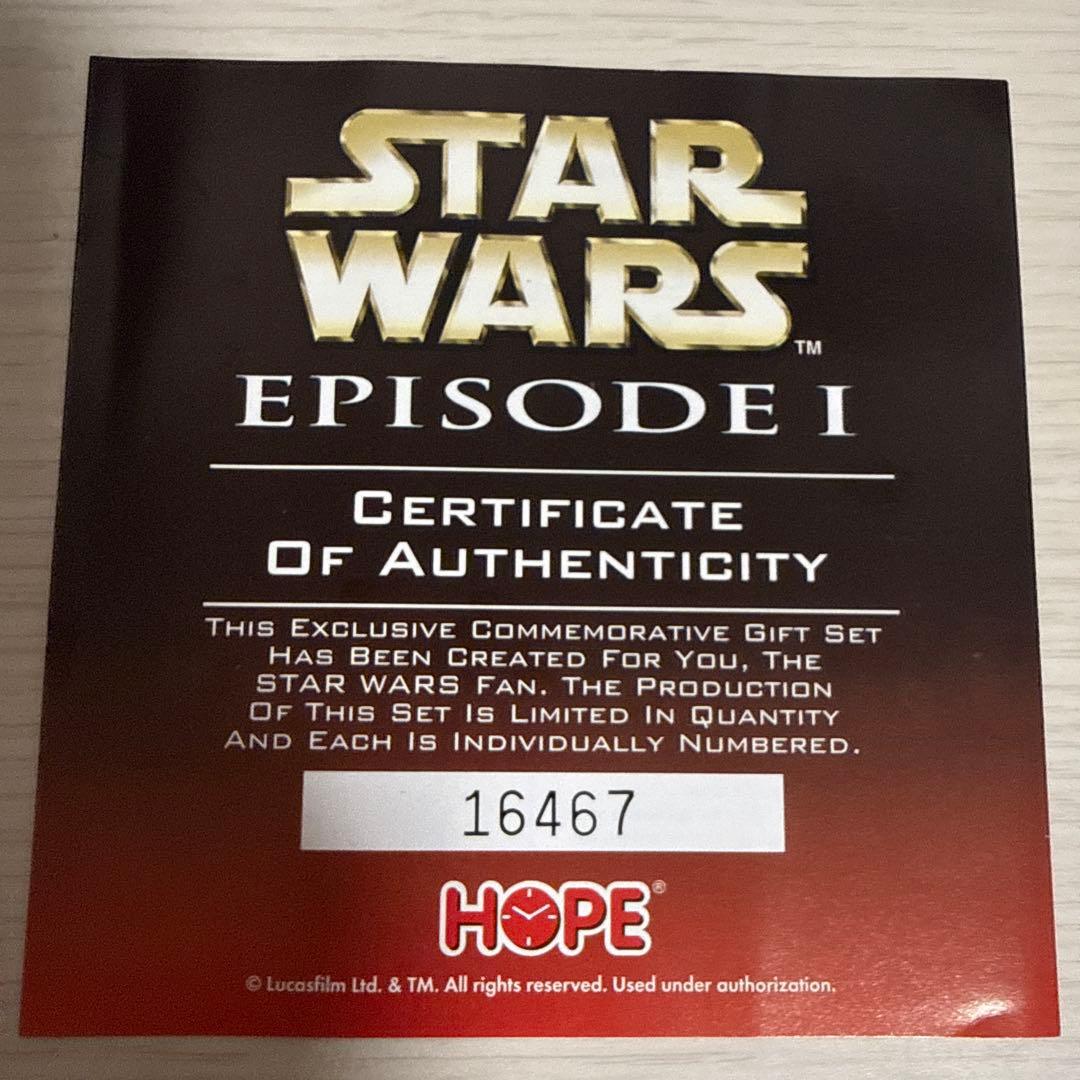 STAR
WARS TM
EPISODE I
CERTIFICATE
OF AUTHENTICITY
THIS EXCLUSIVE COMMEMORATIVE GIFT SET
HAS BEEN CREATED FOR YOU, THE
STAR WARS FAN. THE PRODUCTION
OF THIS SET IS LIMITED IN QUANTITY
AND EACH IS INDIVIDUALLY NUMBERED.
16467
HOPE®
© Lucasfilm Ltd. & TM. All rights reserved. Used under authorization.